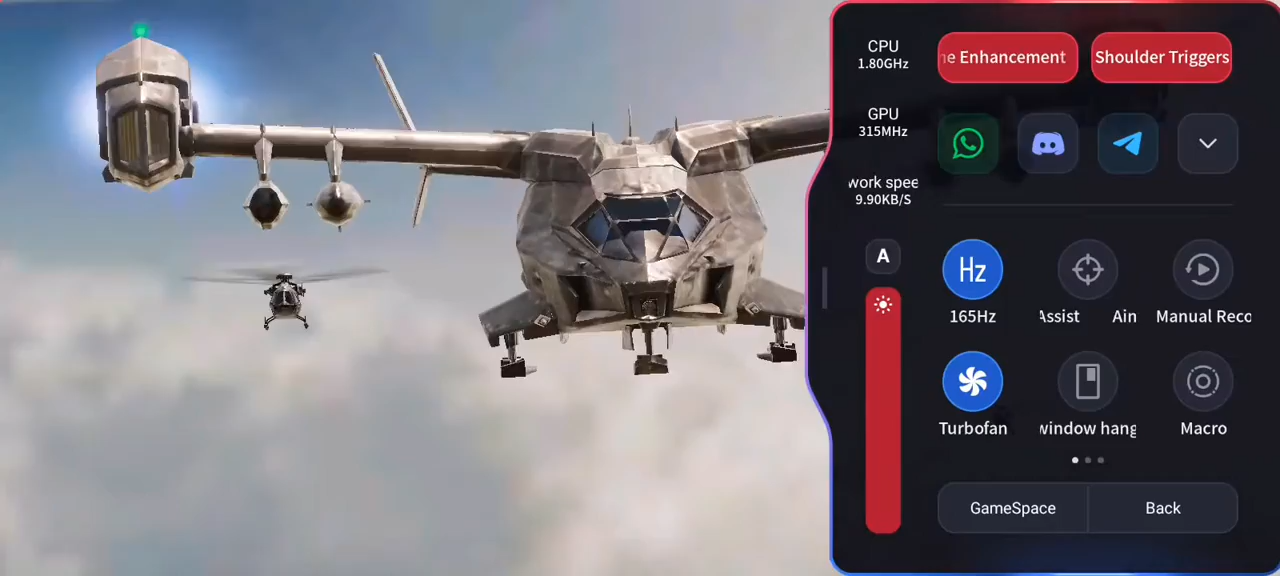 CPU
1.80GHz
GPU
315MHz
work spee
9.90KB/S
A
ne Enhancement
Shoulder Triggers
Hz
165Hz
Assist Ain
Manual Reco
Turbofan
window hang
Macro
GameSpace
Back